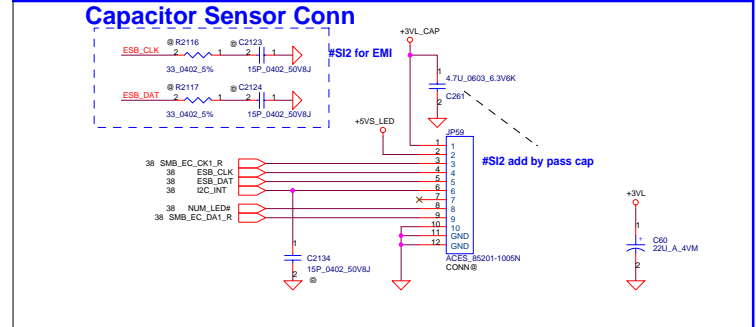 Capacitor Sensor Conn
+3VL_CAP
@ R2116
@ C2123
ESB_CLK
2 1 2 1
#SI2 for EMI
33_0402_5%
15P_0402_50V8J
1
4.7U_0603_6.3V6K
2
C261
@ R2117
@ C2124
ESB_DAT
2 1 2 1
33_0402_5%
15P_0402_50V8J
+5VS_LED
JP59
1 1
2 2
#SI2 add by pass cap
38 SMB_EC_CK1_R 3 3
38 ESB_CLK 4 4
38 ESB_DAT 5 5
38 I2C_INT 6 6
7 7
38 NUM_LED# 8 8
38 SMB_EC_DA1_R 9 9
10 10
11 GND
12 GND
ACES_85201-1005N
CONN@
1
C2134
2
15P_0402_50V8J
@
+3VL
1
+
C60
22U_A_4VM
2